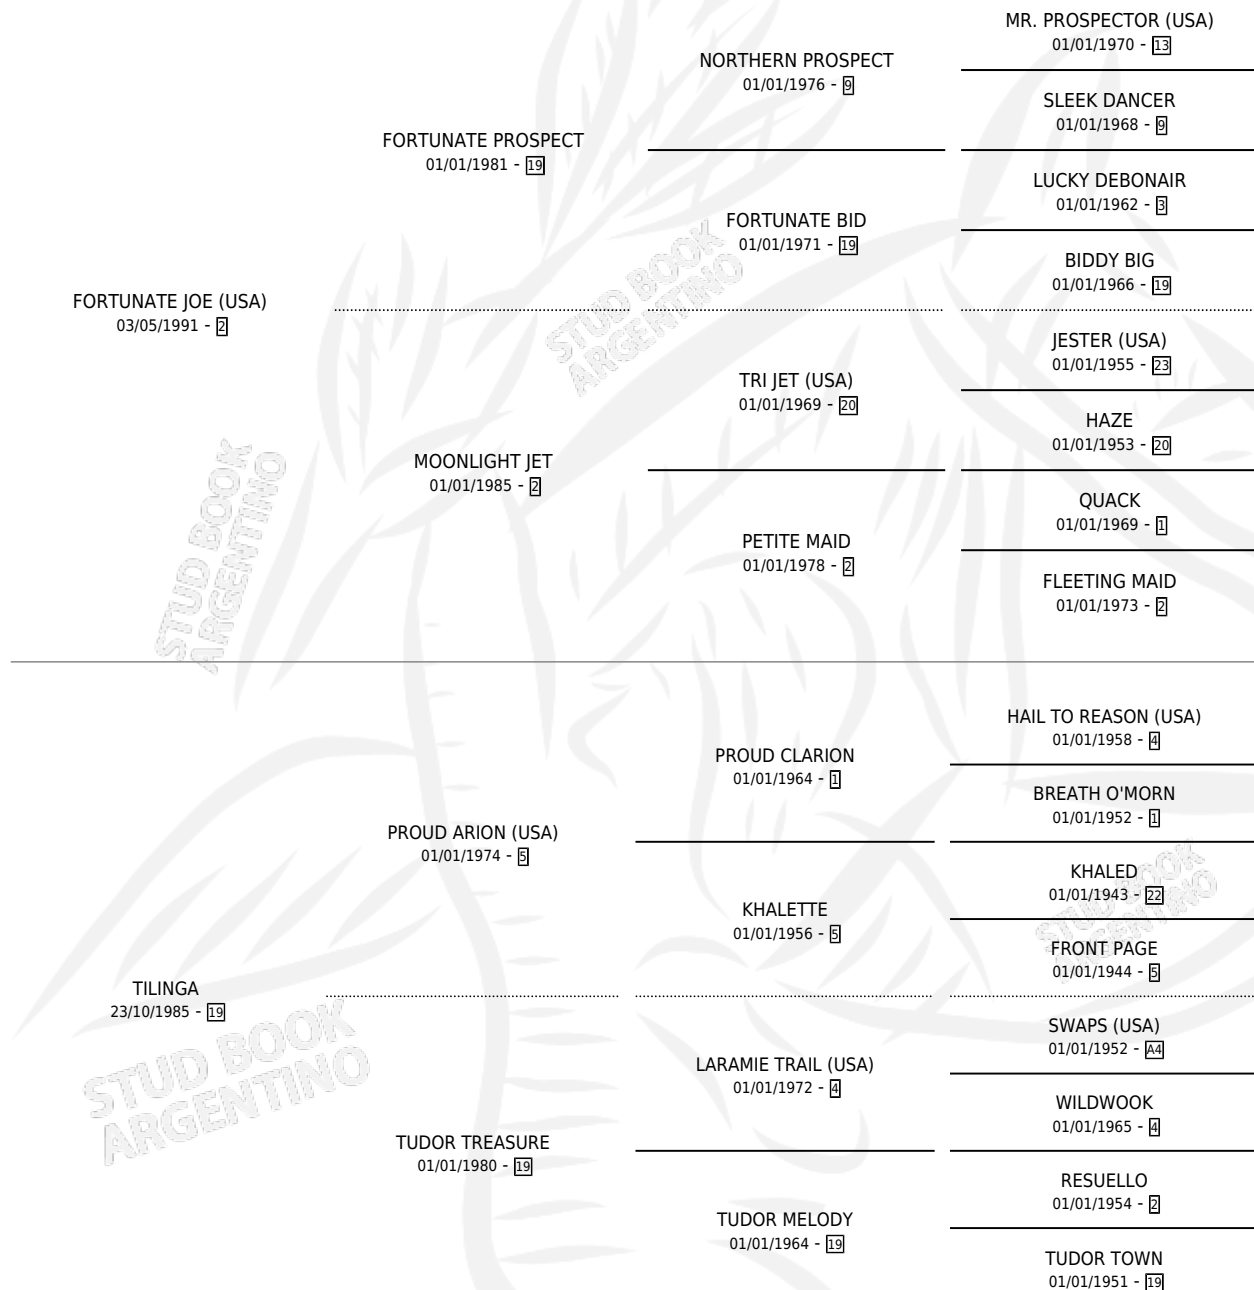 MR. PROSPECTOR (USA)
01/01/1970 - 13
NORTHERN PROSPECT
01/01/1976 - 9
SLEEK DANCER
01/01/1968 - 9
FORTUNATE PROSPECT
01/01/1981 - 19
LUCKY DEBONAIR
01/01/1962 - 3
FORTUNATE BID
01/01/1971 - 19
BIDDY BIG
01/01/1966 - 19
FORTUNATE JOE (USA)
03/05/1991 - 2
JESTER (USA)
01/01/1955 - 23
TRI JET (USA)
01/01/1969 - 20
HAZE
01/01/1953 - 20
MOONLIGHT JET
01/01/1985 - 2
QUACK
01/01/1969 - 1
PETITE MAID
01/01/1978 - 2
FLEETING MAID
01/01/1973 - 2
HAIL TO REASON (USA)
01/01/1958 - 4
PROUD CLARION
01/01/1964 - 1
BREATH O'MORN
01/01/1952 - 1
PROUD ARION (USA)
01/01/1974 - 5
KHALED
01/01/1943 - 22
KHALETTE
01/01/1956 - 5
FRONT PAGE
01/01/1944 - 5
TILINGA
23/10/1985 - 19
SWAPS (USA)
01/01/1952 - A4
LARAMIE TRAIL (USA)
01/01/1972 - 4
WILDWOOK
01/01/1965 - 4
TUDOR TREASURE
01/01/1980 - 19
RESUELLO
01/01/1954 - 2
TUDOR MELODY
01/01/1964 - 19
TUDOR TOWN
01/01/1951 - 19
STUD BOOK
ARGENTINO
STUD BOOK
ARGENTINO
STUD BOOK
ARGENTINO
STUD BOOK
ARGENTINO